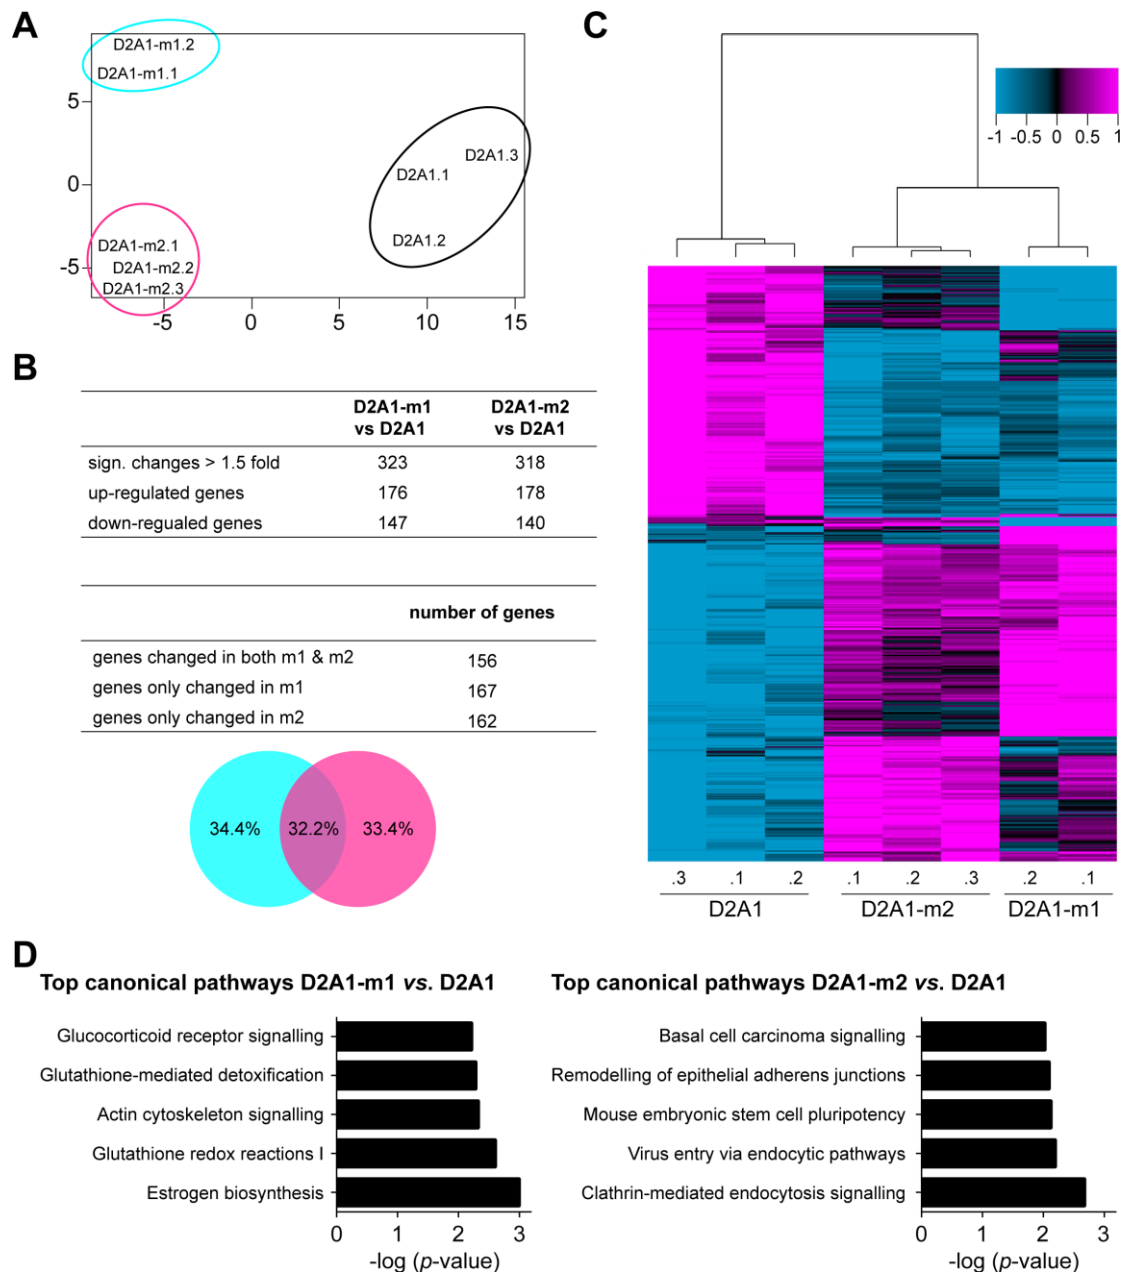 A
D2A1-m1.2
D2A1-m1.1
5
0
-5
D2A1.3
D2A1.1
D2A1.2
D2A1-m2.1
D2A1-m2.2
D2A1-m2.3
-5 0 5 10 15
B
D2A1-m1 vs D2A1 D2A1-m2 vs D2A1
sign. changes > 1.5 fold 323 318
up-regulated genes 176 178
down-regualed genes 147 140
number of genes
genes changed in both m1 & m2 156
genes only changed in m1 167
genes only changed in m2 162
34.4% 32.2% 33.4%
C
-1 -0.5 0 0.5 1
.3 .1 .2 .1 .2 .3 .2 .1
D2A1 D2A1-m2 D2A1-m1
D
Top canonical pathways D2A1-m1 vs. D2A1
Glucocorticoid receptor signalling
Glutathione-mediated detoxification
Actin cytoskeleton signalling
Glutathione redox reactions I
Estrogen biosynthesis
0 1 2 3
-log (p-value)
Top canonical pathways D2A1-m2 vs. D2A1
Basal cell carcinoma signalling
Remodelling of epithelial adherens junctions
Mouse embryonic stem cell pluripotency
Virus entry via endocytic pathways
Clathrin-mediated endocytosis signalling
0 1 2 3
-log (p-value)